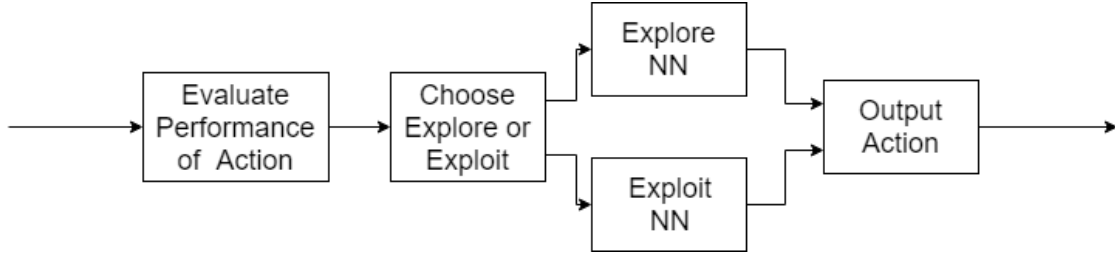 Evaluate
Performance
of Action
Choose
Explore or
Exploit
Explore
NN
Exploit
NN
Output
Action